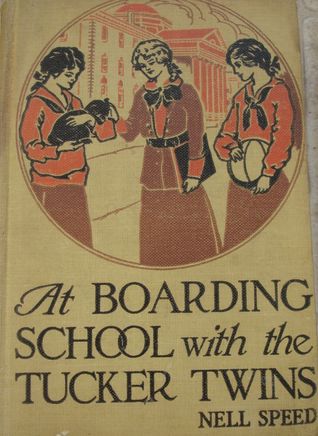 At BOARDING
SCHOOL with the
TUCKER TWINS
NELL SPEED